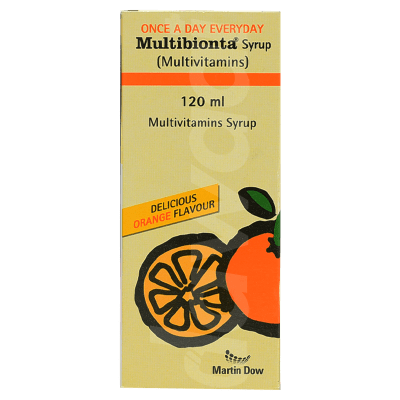 ONCE A DAY EVERYDAY
Multibionta® Syrup
(Multivitamins)
120 ml
Multivitamins Syrup
DELICIOUS
ORANGE FLAVOUR
Martin Dow